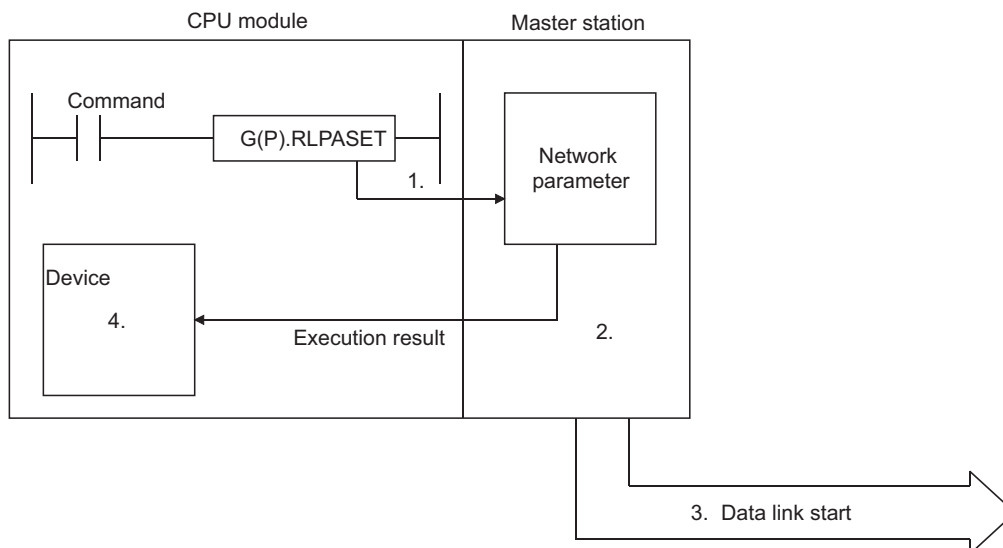 CPU module
Master station
Command
G(P).RLPASET
1.
Network
parameter
Device
4.
Execution result
2.
3. Data link start